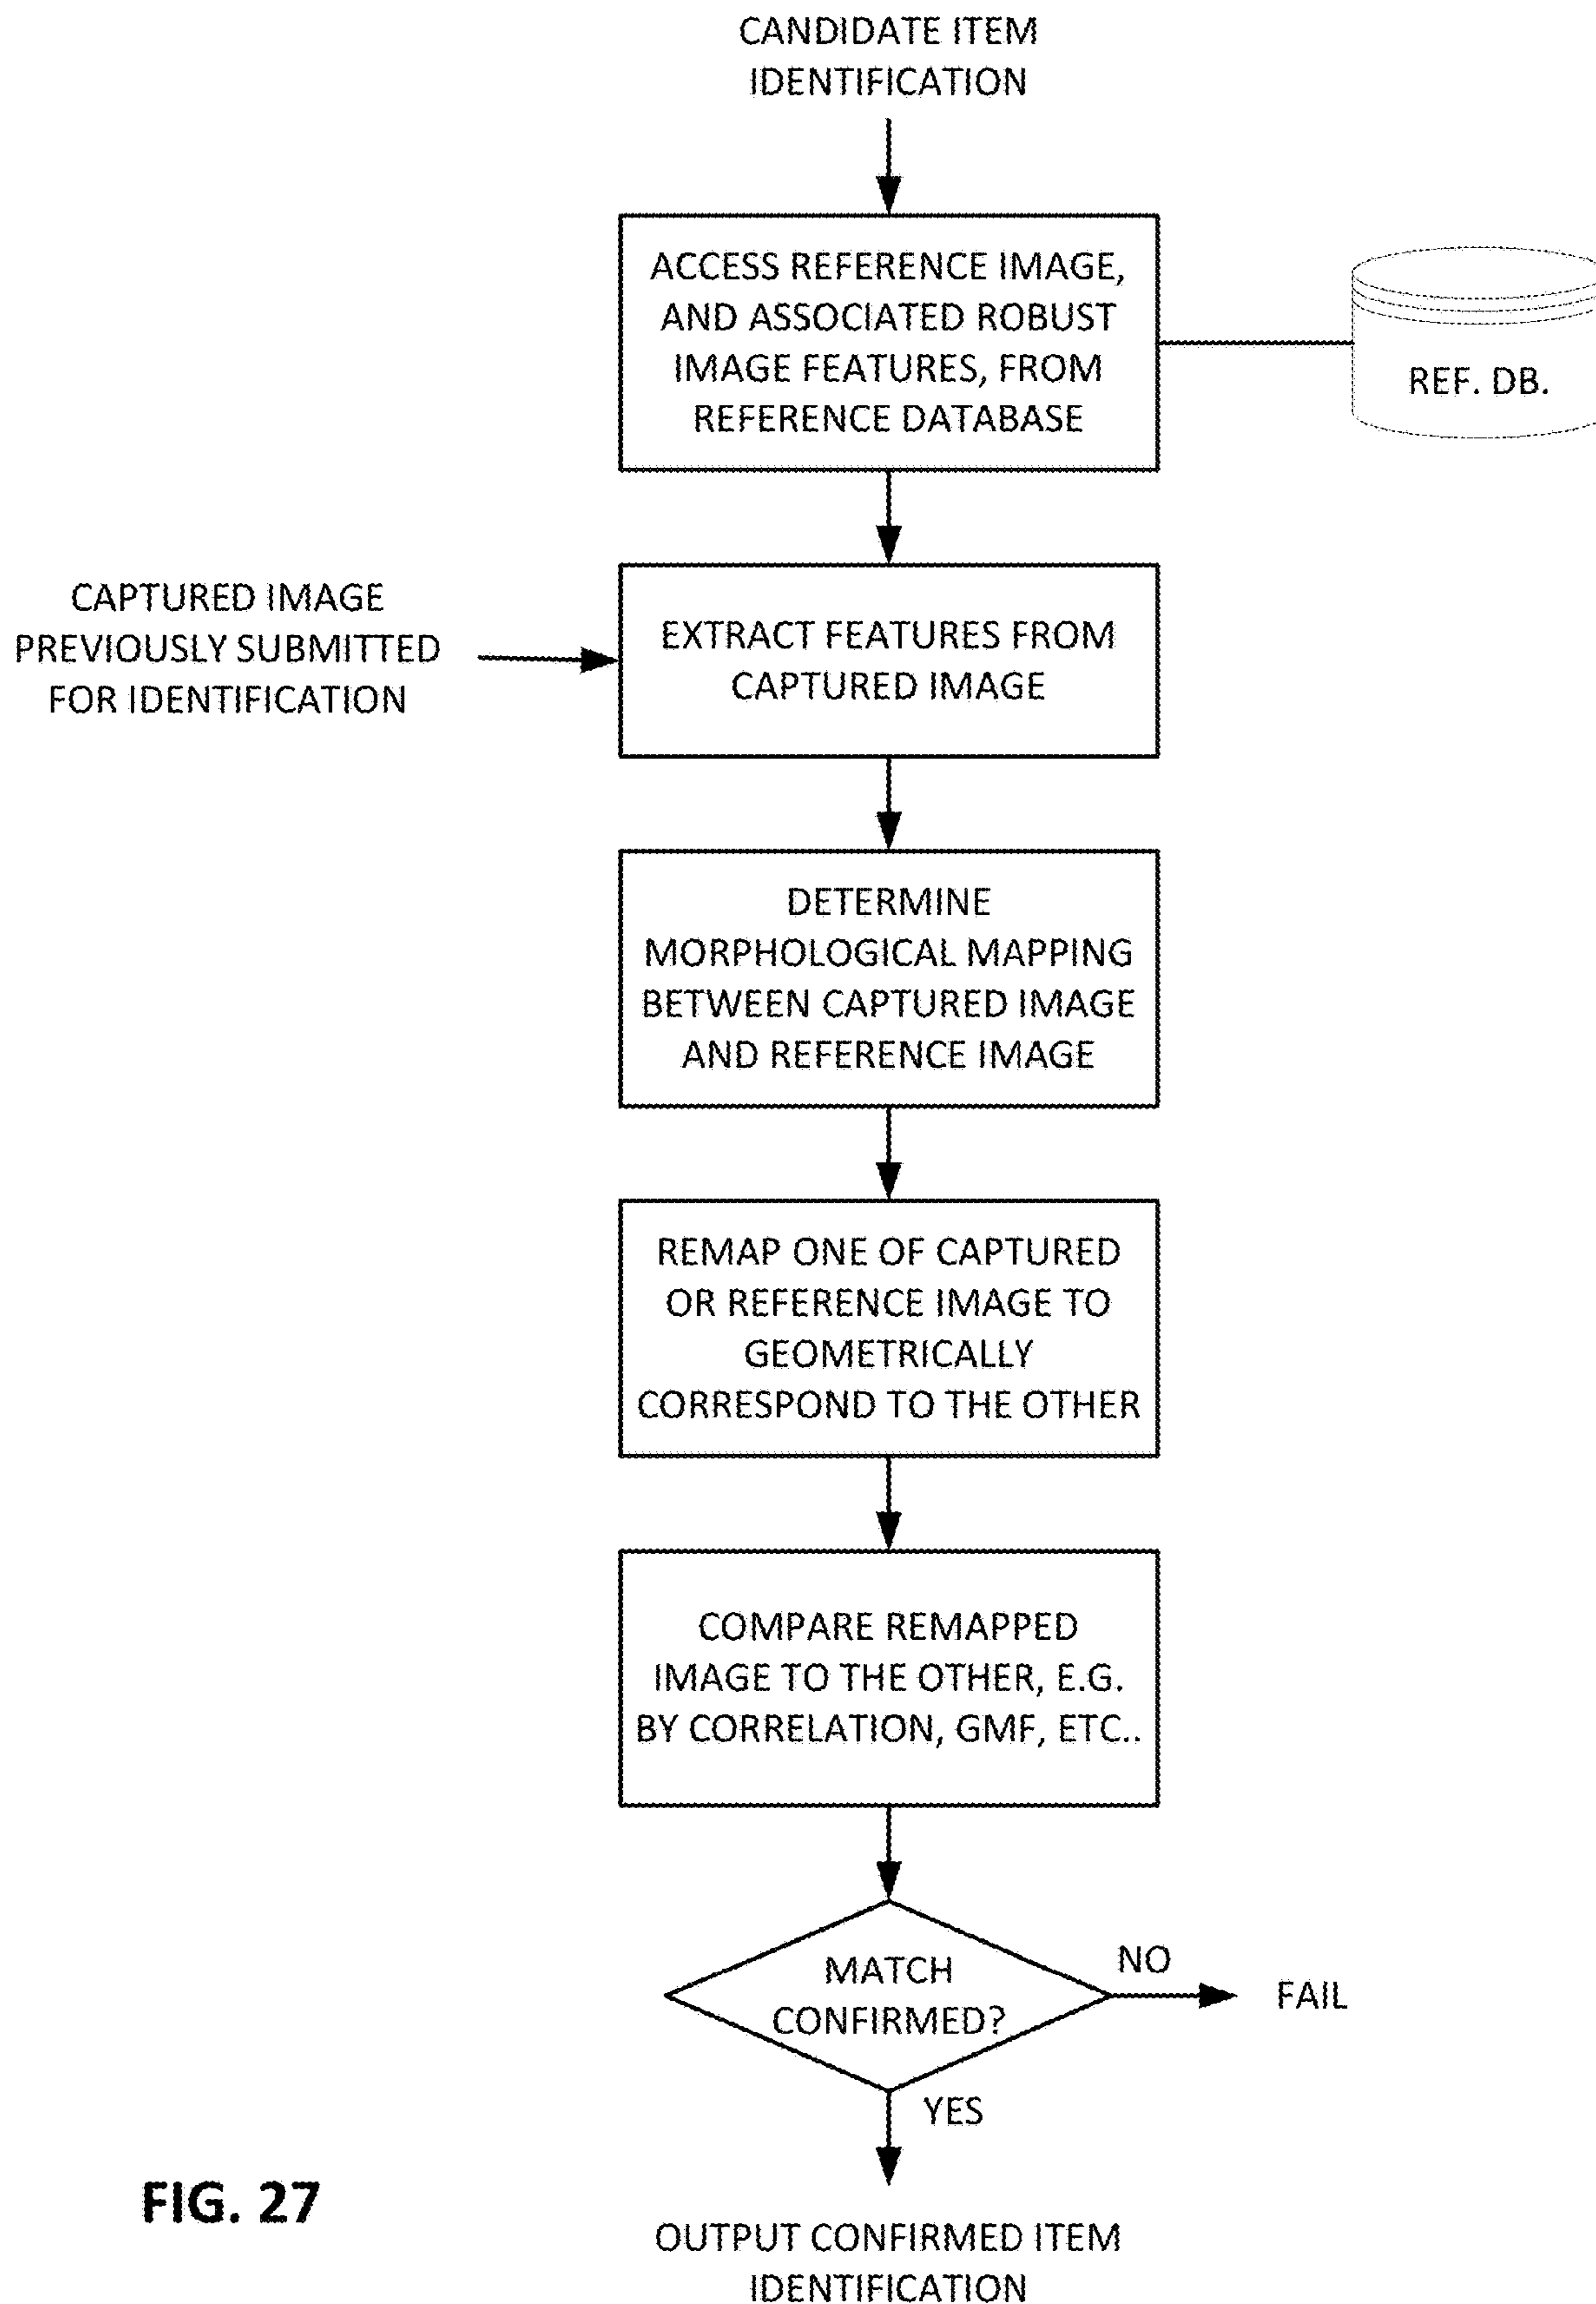 CANDIDATE ITEM
IDENTIFICATION
ACCESS REFERENCE IMAGE,
AND ASSOCIATED ROBUST
IMAGE FEATURES, FROM
REFERENCE DATABASE
REF. DB.
CAPTURED IMAGE
PREVIOUSLY SUBMITTED
FOR IDENTIFICATION
EXTRACT FEATURES FROM
CAPTURED IMAGE
DETERMINE
MORPHOLOGICAL MAPPING
BETWEEN CAPTURED IMAGE
AND REFERENCE IMAGE
REMAP ONE OF CAPTURED
OR REFERENCE IMAGE TO
GEOMETRICALLY
CORRESPOND TO THE OTHER
COMPARE REMAPPED
IMAGE TO THE OTHER, E.G.
BY CORRELATION, GMF, ETC..
MATCH
CONFIRMED?
NO
FAIL
YES
FIG. 27
OUTPUT CONFIRMED ITEM
IDENTIFICATION